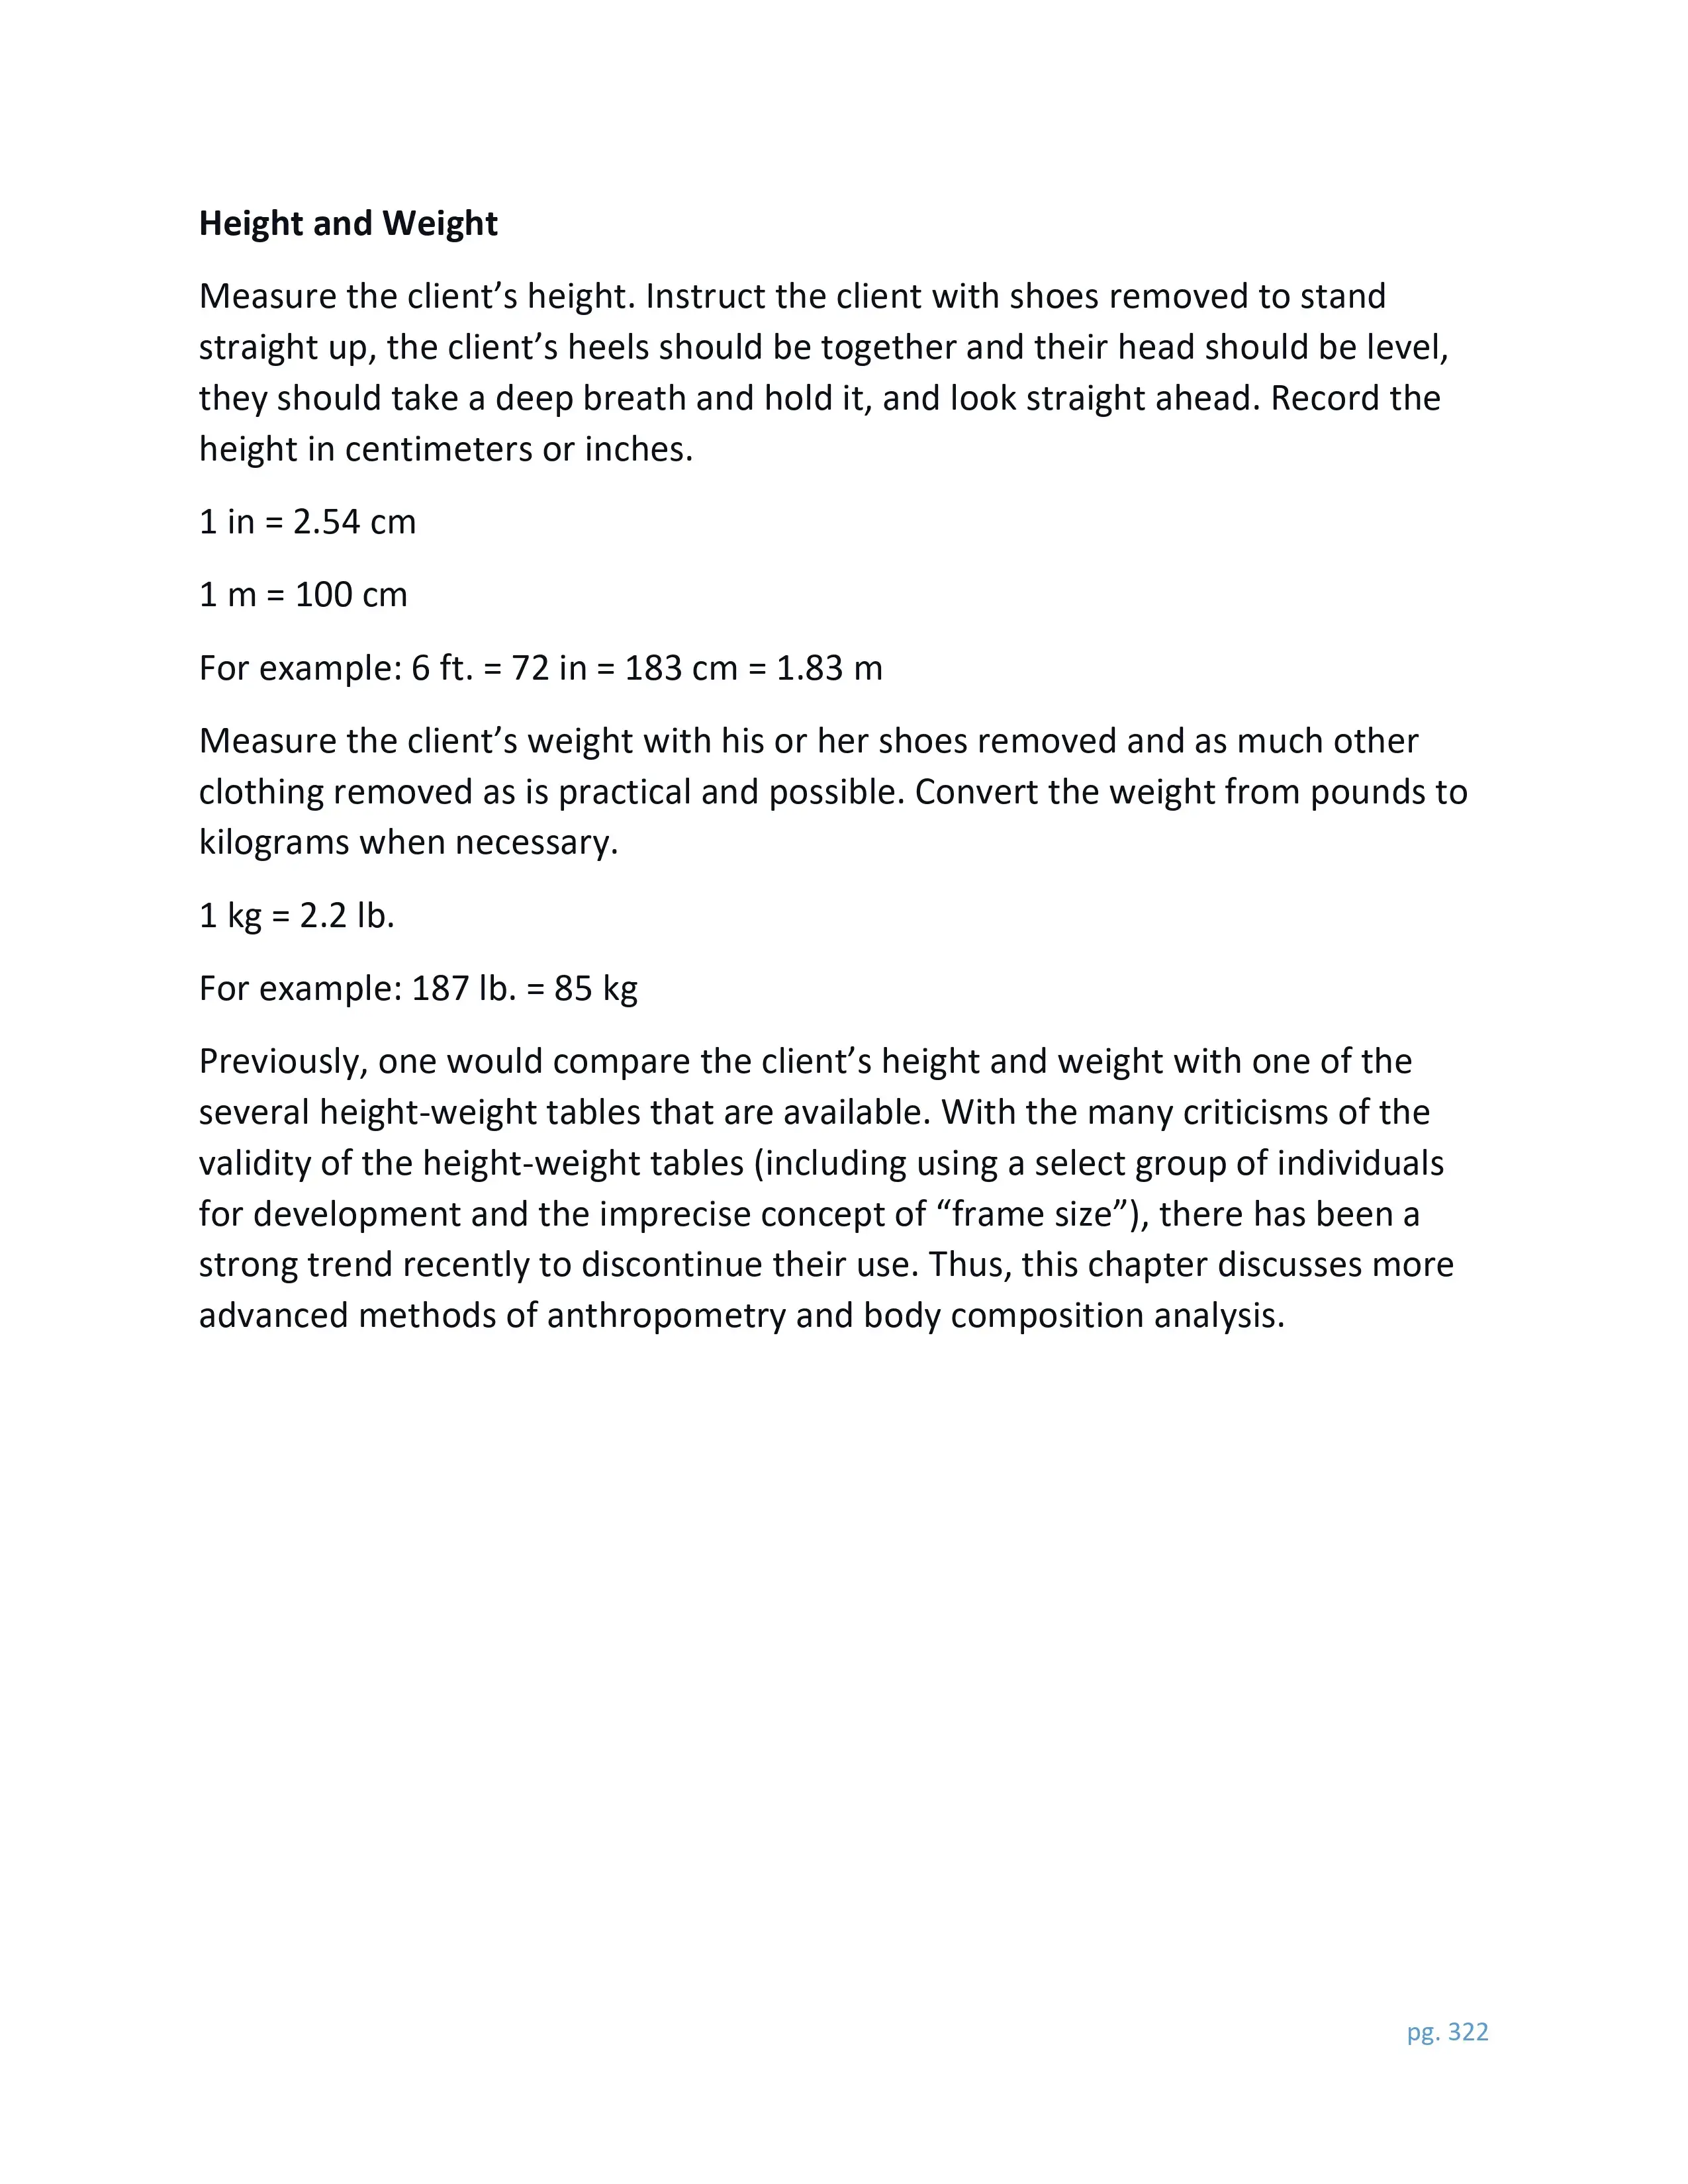 Height and Weight
Measure the client’s height. Instruct the client with shoes removed to stand
straight up, the client’s heels should be together and their head should be level,
they should take a deep breath and hold it, and look straight ahead. Record the
height in centimeters or inches.
1 in = 2.54 cm
1 m = 100 cm
For example: 6 ft. = 72 in = 183 cm = 1.83 m
Measure the client’s weight with his or her shoes removed and as much other
clothing removed as is practical and possible. Convert the weight from pounds to
kilograms when necessary.
1 kg = 2.2 lb.
For example: 187 lb. = 85 kg
Previously, one would compare the client’s height and weight with one of the
several height-weight tables that are available. With the many criticisms of the
validity of the height-weight tables (including using a select group of individuals
for development and the imprecise concept of “frame size”), there has been a
strong trend recently to discontinue their use. Thus, this chapter discusses more
advanced methods of anthropometry and body composition analysis.
pg. 322